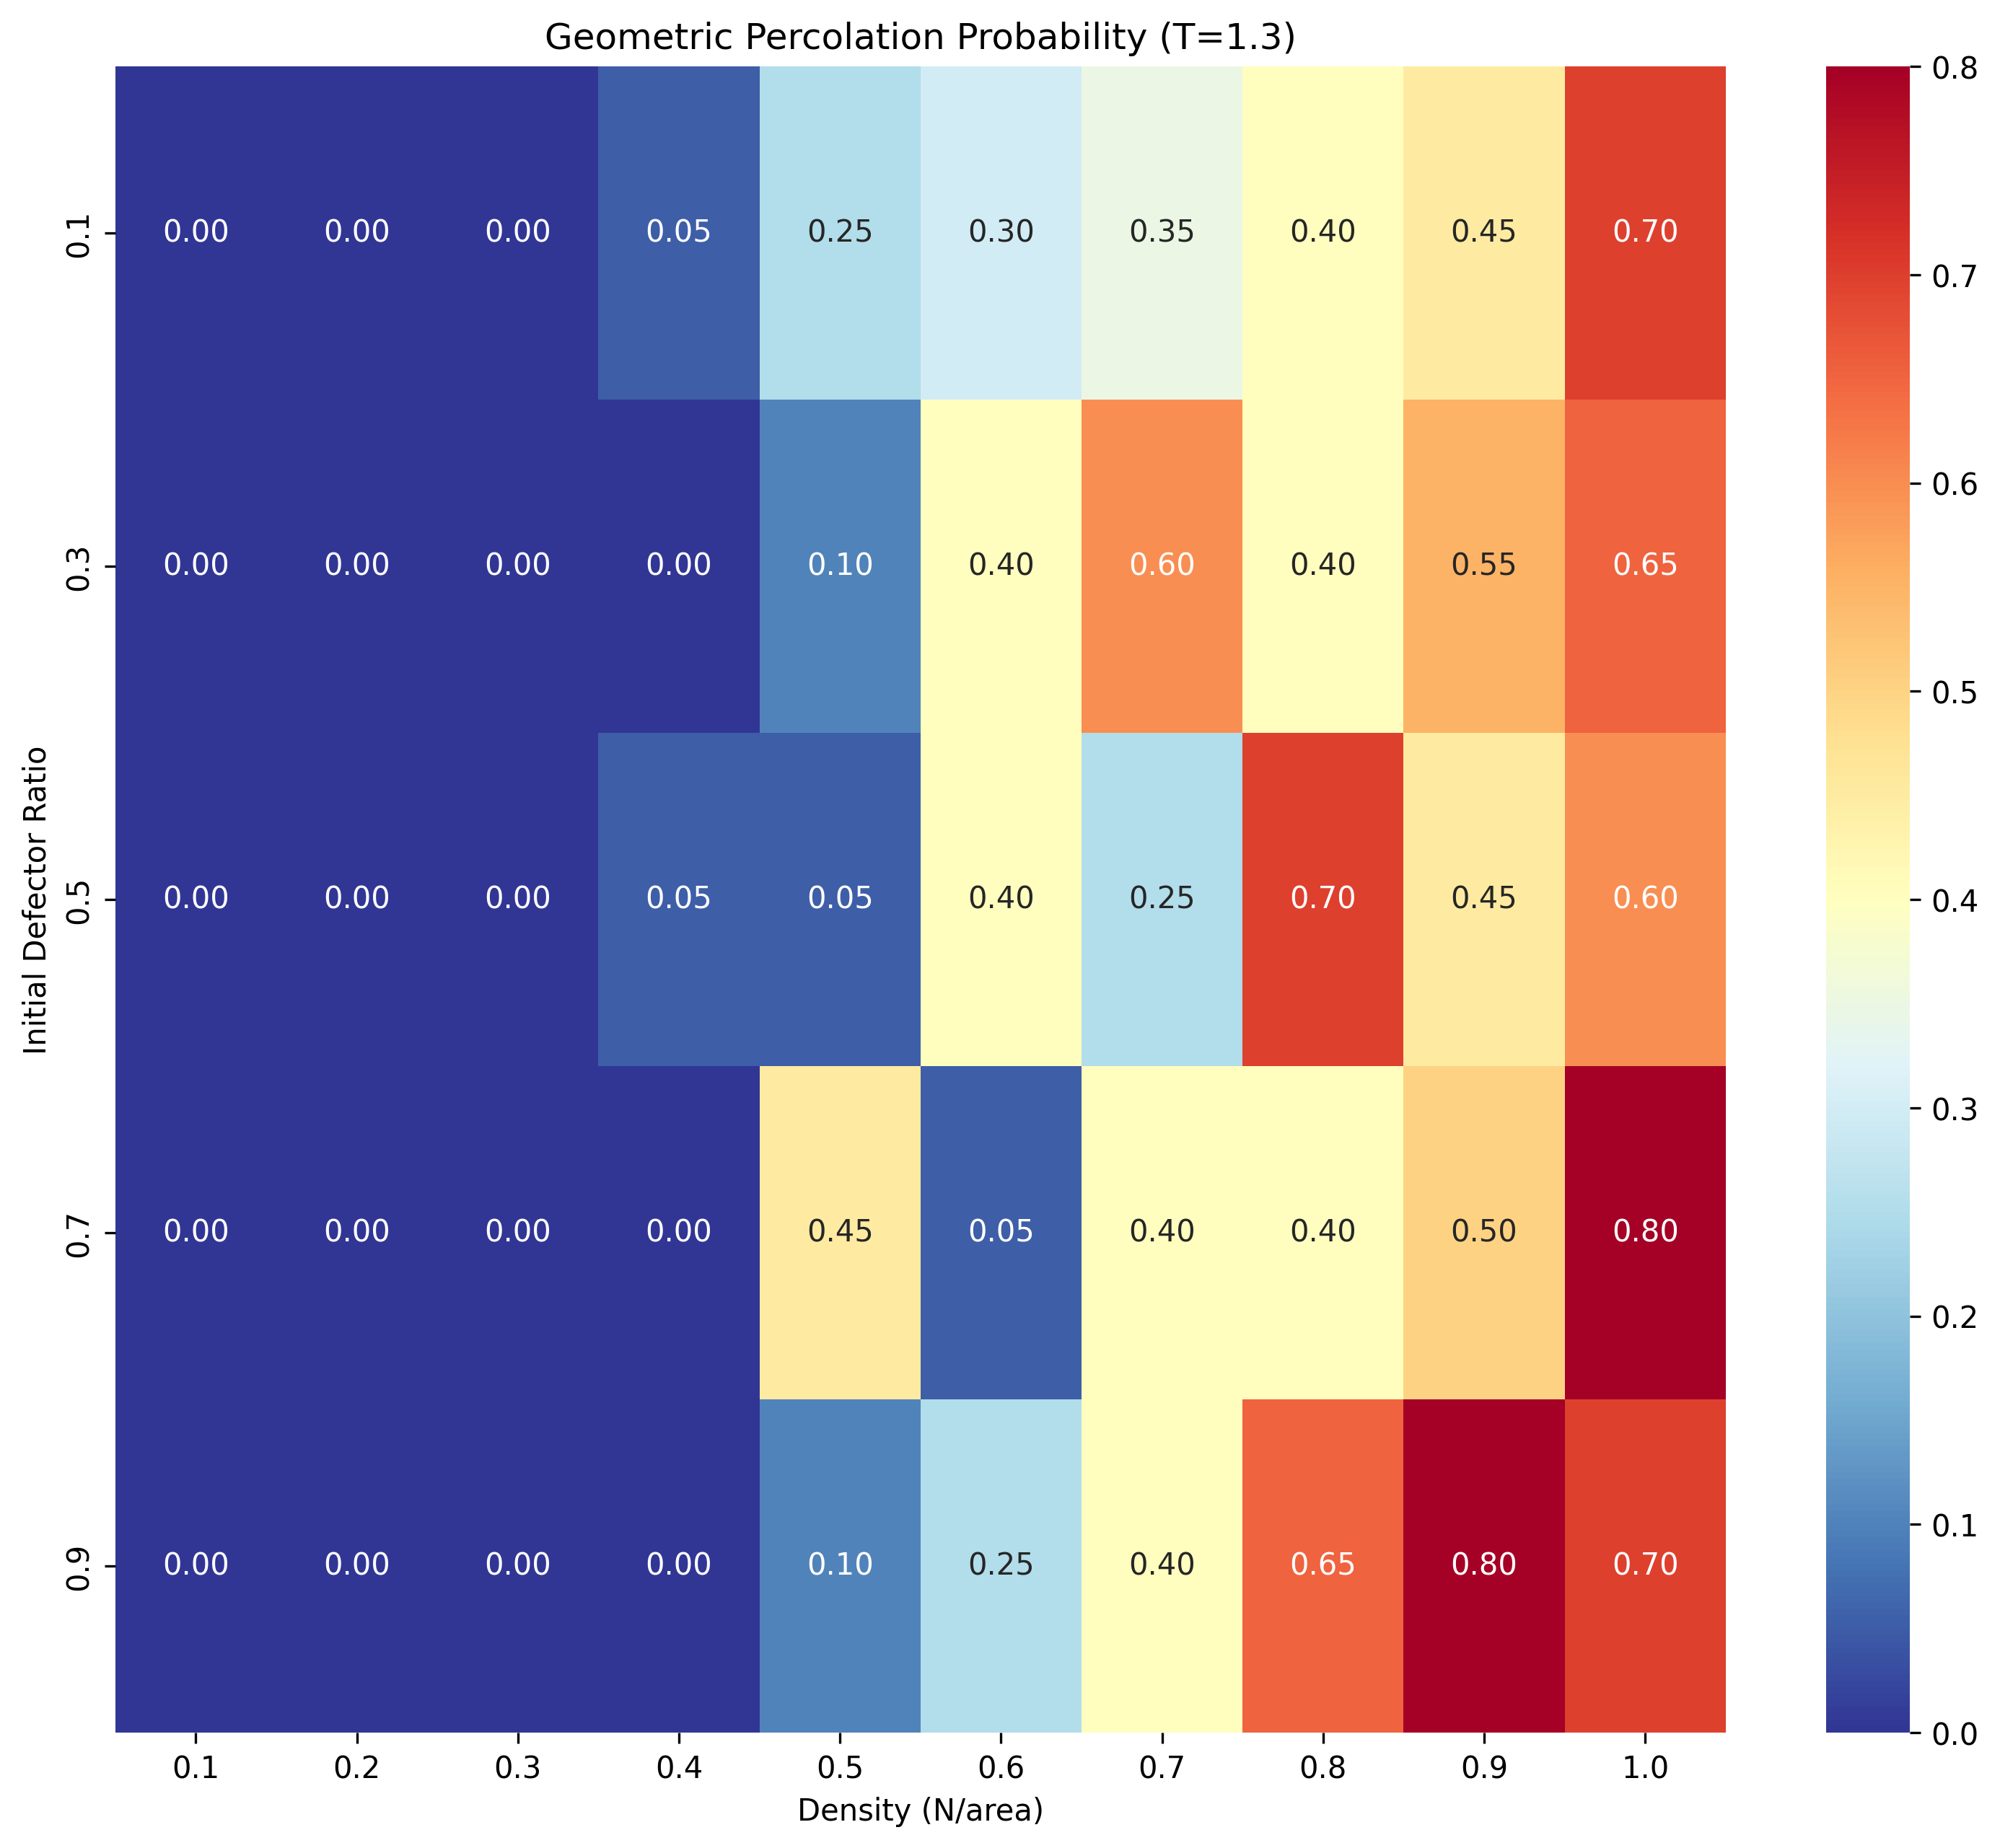 Geometric Percolation Probability (T=1.3)
0.1 0.00 0.00 0.00 0.05 0.25 0.30 0.35 0.40 0.45 0.70
0.3 0.00 0.00 0.00 0.00 0.10 0.40 0.60 0.40 0.55 0.65
0.5 0.00 0.00 0.00 0.05 0.05 0.40 0.25 0.70 0.45 0.60
0.7 0.00 0.00 0.00 0.00 0.45 0.05 0.40 0.40 0.50 0.80
0.9 0.00 0.00 0.00 0.00 0.10 0.25 0.40 0.65 0.80 0.70
Initial Defector Ratio
0.1 0.2 0.3 0.4 0.5 0.6 0.7 0.8 0.9 1.0
Density (N/area)
0.8
0.7
0.6
0.5
0.4
0.3
0.2
0.1
0.0